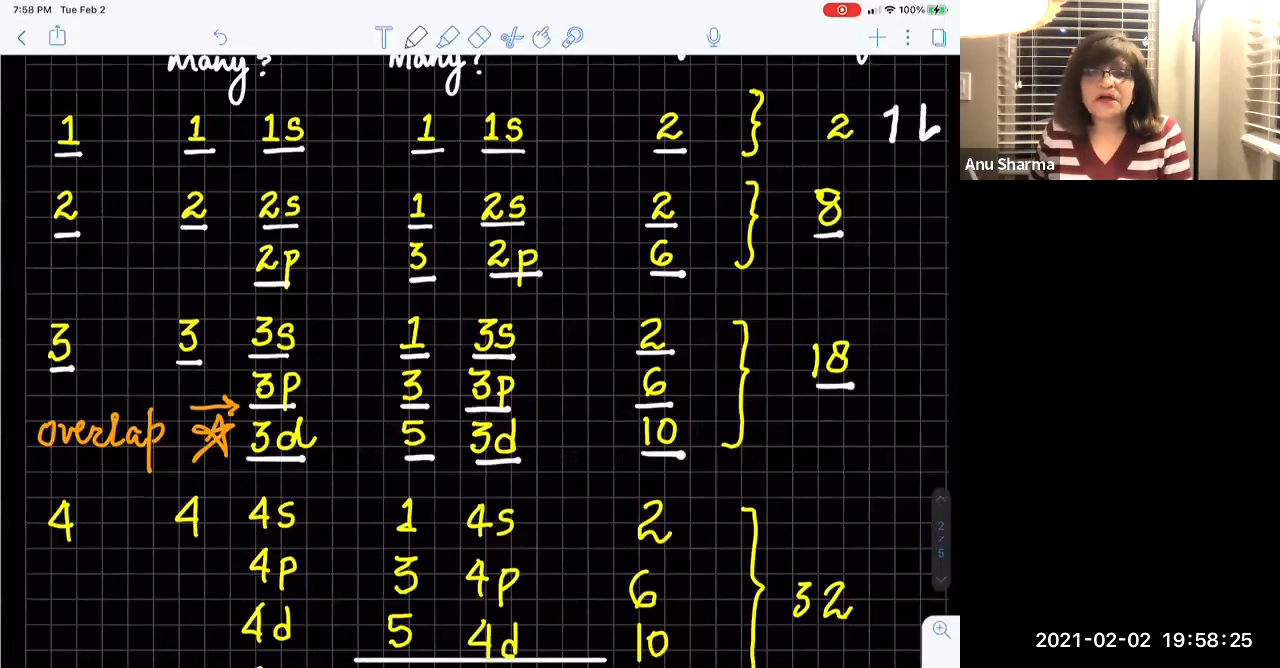 7:58 PM Tue Feb 2
100%
T
Many? Many?
1 1 1s 1 1s 2 } 2 1 L
Anu Sharma
2 2 2s 1 2s 2 } 8
2p 3 2p 6
3 3 3s 1 3s 2 } 18
3p 3 3p 6
overlap → 3d 5 3d 10
4 4 4s 1 4s 2 } 32
4p 3 4p 6
4d 5 4d 10
2/5
2021-02-02 19:58:25